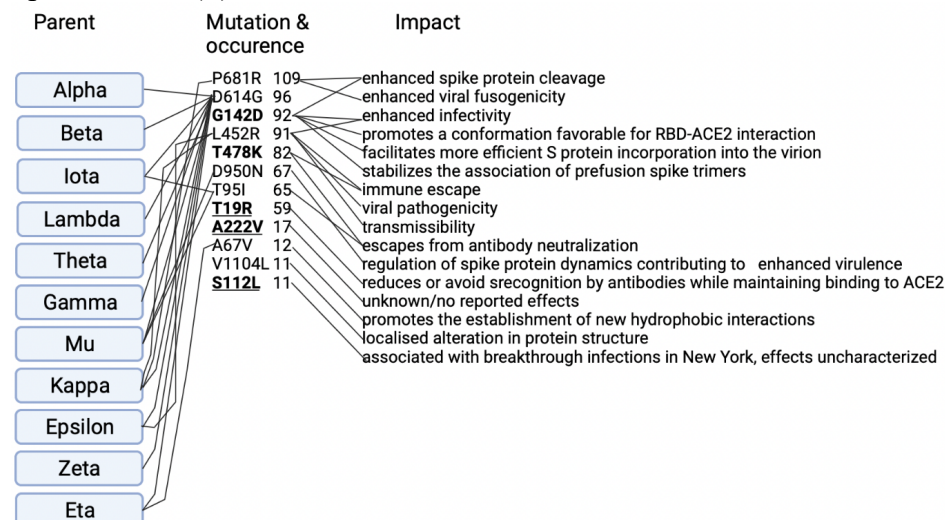 Parent Mutation & Impact
occurence
Alpha
Beta
Iota
Lambda
Theta
Gamma
Mu
Kappa
Epsilon
Zeta
Eta
P681R 109
D614G 96
G142D 92
L452R 91
T478K 82
D950N 67
T95I 65
T19R 59
A222V 17
A67V 12
V1104L 11
S112L 11
enhanced spike protein cleavage
enhanced viral fusogenicity
enhanced infectivity
promotes a conformation favorable for RBD-ACE2 interaction
facilitates more efficient S protein incorporation into the virion
stabilizes the association of prefusion spike trimers
immune escape
viral pathogenicity
transmissibility
escapes from antibody neutralization
regulation of spike protein dynamics contributing to enhanced virulence
reduces or avoid srecognition by antibodies while maintaining binding to ACE2
unknown/no reported effects
promotes the establishment of new hydrophobic interactions
localised alteration in protein structure
associated with breakthrough infections in New York, effects uncharacterized